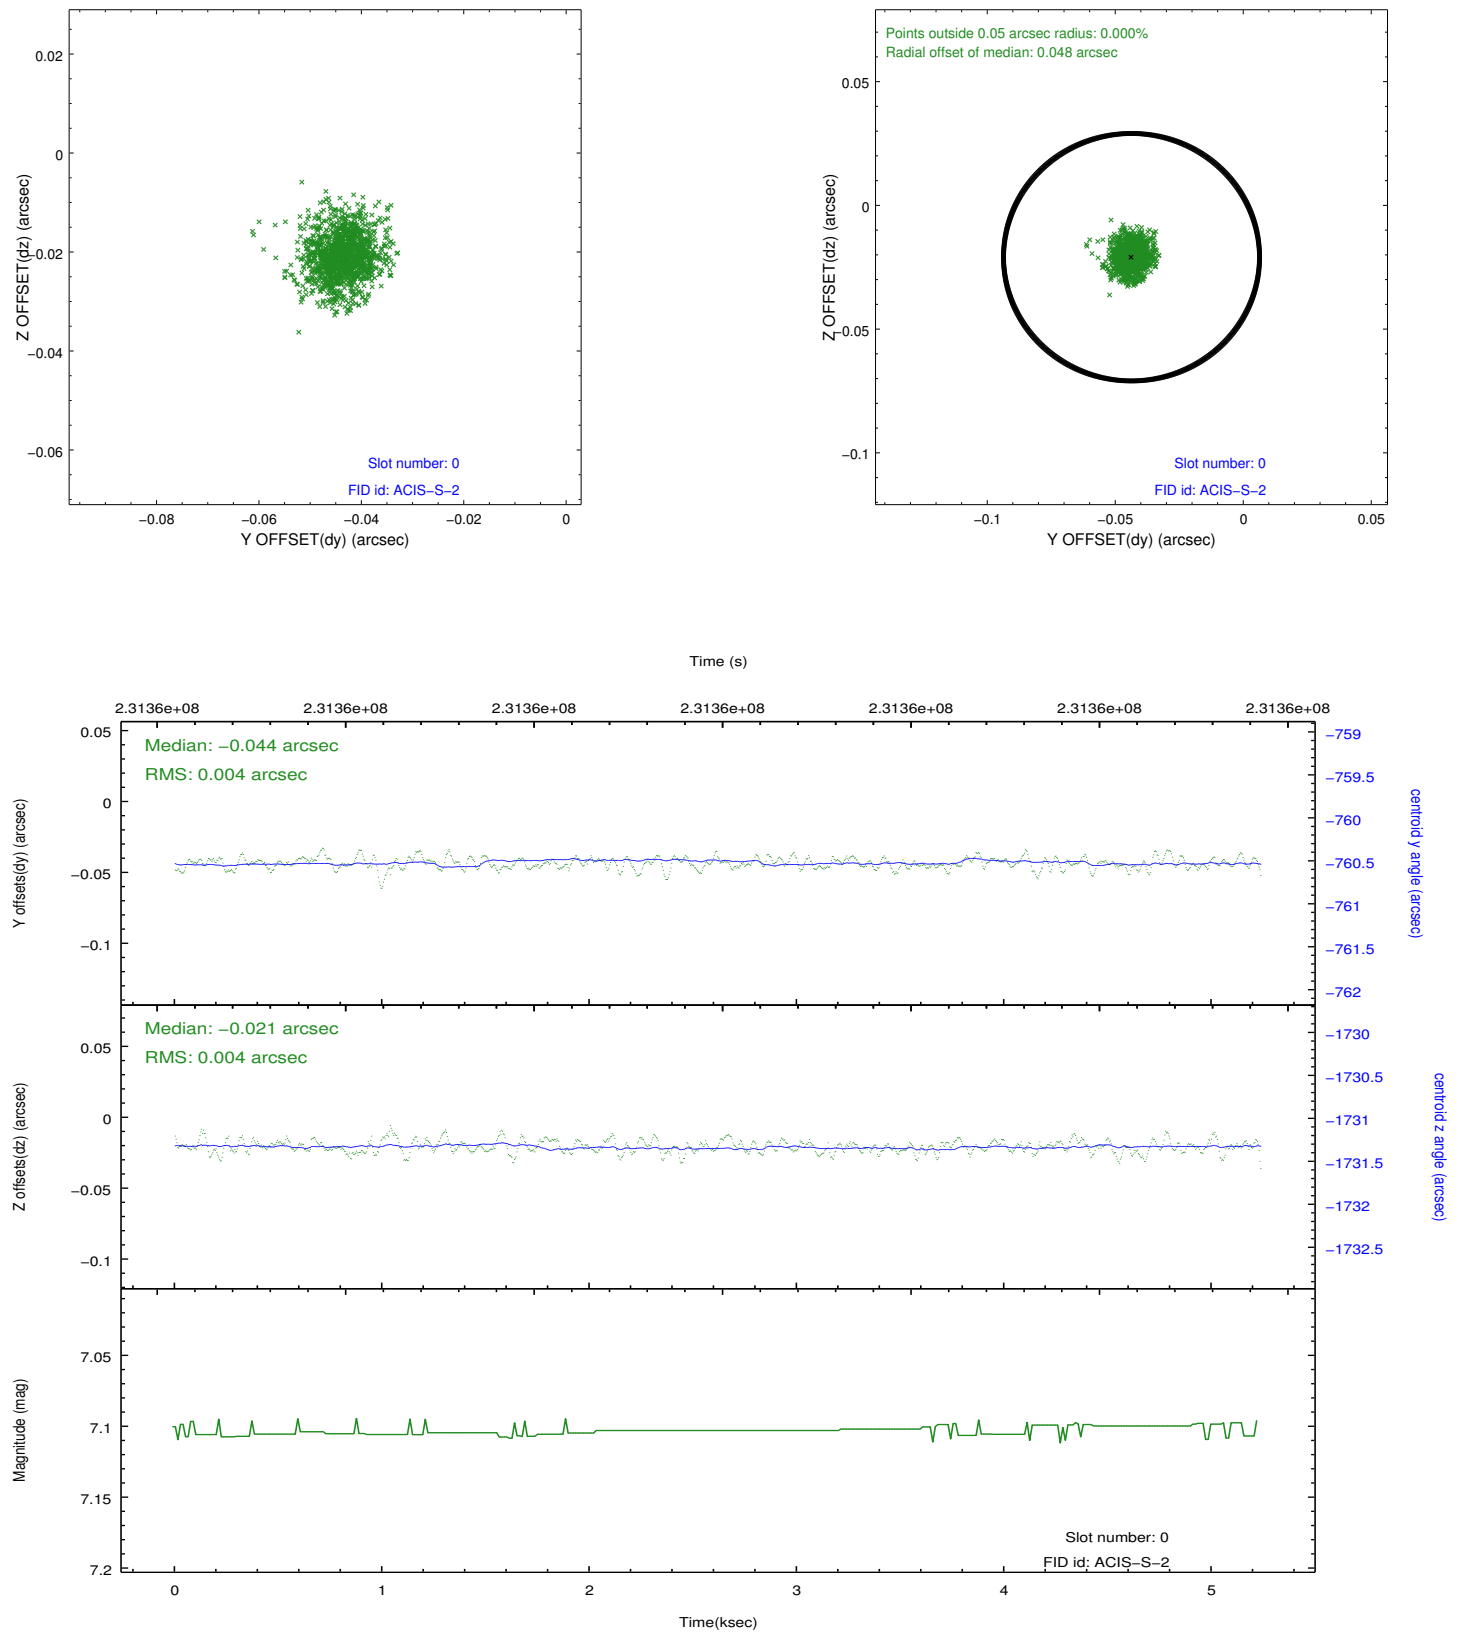 0.02
0
−0.02
−0.04
−0.06
Z OFFSET(dz) (arcsec)
Slot number: 0
FID id: ACIS−S−2
−0.08
−0.06
−0.04
−0.02
0
Y OFFSET(dy) (arcsec)
Points outside 0.05 arcsec radius: 0.000%
Radial offset of median: 0.048 arcsec
0.05
0
−0.05
−0.1
Z OFFSET(dz) (arcsec)
Slot number: 0
FID id: ACIS−S−2
−0.1
−0.05
0
0.05
Y OFFSET(dy) (arcsec)
Time (s)
2.3136e+08
2.3136e+08
2.3136e+08
2.3136e+08
2.3136e+08
2.3136e+08
2.3136e+08
0.05
0
−0.05
−0.1
Y offsets(dy) (arcsec)
Median: −0.044 arcsec
RMS: 0.004 arcsec
−759
−759.5
−760
−760.5
−761
−761.5
−762
centroid y angle (arcsec)
0.05
0
−0.05
−0.1
Z offsets(dz) (arcsec)
Median: −0.021 arcsec
RMS: 0.004 arcsec
−1730
−1730.5
−1731
−1731.5
−1732
−1732.5
centroid z angle (arcsec)
7.05
7.1
7.15
7.2
Magnitude (mag)
Slot number: 0
FID id: ACIS−S−2
0
1
2
3
4
5
Time(ksec)